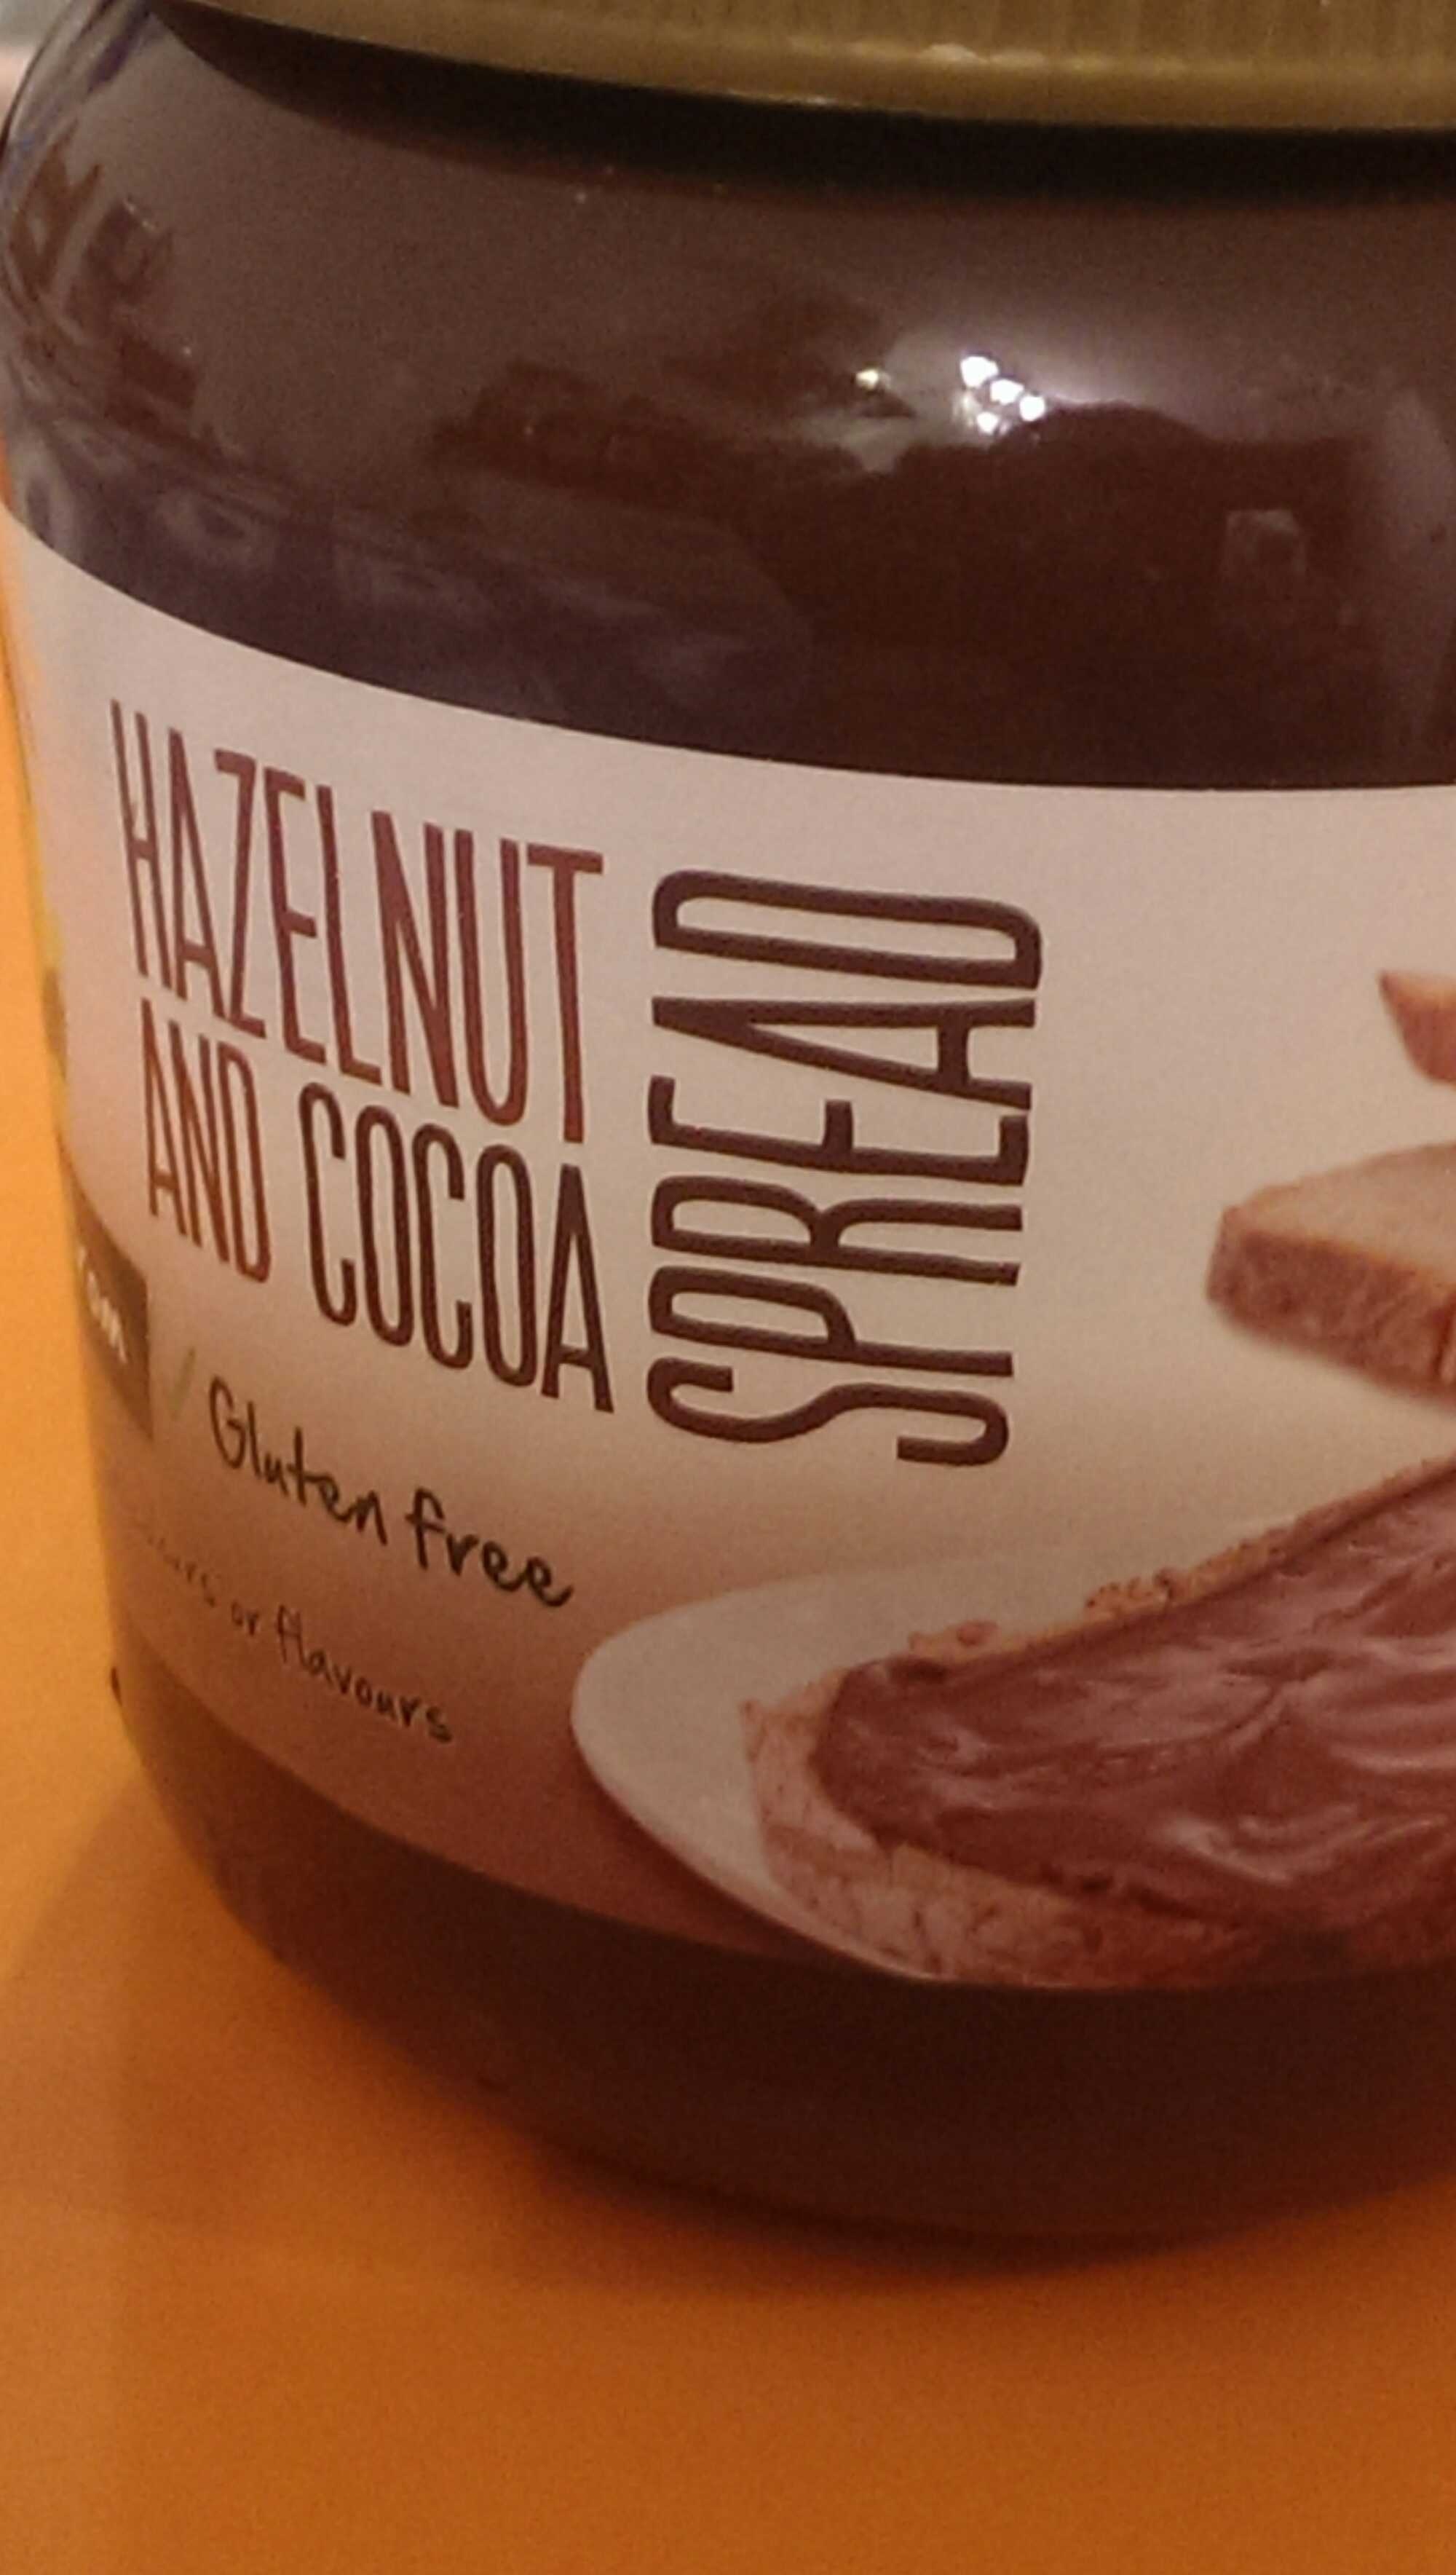 HAZELNUT
AND COCOA
SPREAD
Gluten free
or flavours